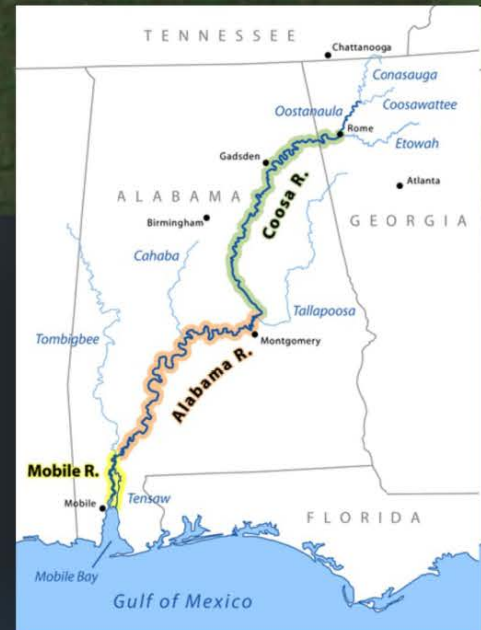 TENNESSEE
Chattanooga
Conasauga
Oostanaula
Coosawattee
Rome
Etowah
Gadsden
Coosa R.
Atlanta
ALABAMA
Birmingham
GEORGIA
Cahaba
Tallapoosa
Tombigbee
Montgomery
Alabama R.
Mobile R.
Mobile
Tensaw
FLORIDA
Mobile Bay
Gulf of Mexico